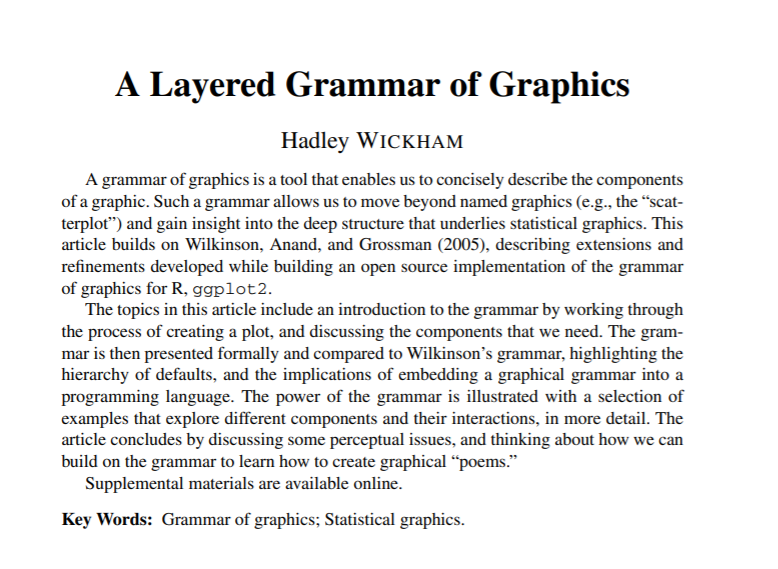 A Layered Grammar of Graphics
Hadley WICKHAM
A grammar of graphics is a tool that enables us to concisely describe the components
of a graphic. Such a grammar allows us to move beyond named graphics (e.g., the “scat-
terplot”) and gain insight into the deep structure that underlies statistical graphics. This
article builds on Wilkinson, Anand, and Grossman (2005), describing extensions and
refinements developed while building an open source implementation of the grammar
of graphics for R, ggplot2.
The topics in this article include an introduction to the grammar by working through
the process of creating a plot, and discussing the components that we need. The gram-
mar is then presented formally and compared to Wilkinson’s grammar, highlighting the
hierarchy of defaults, and the implications of embedding a graphical grammar into a
programming language. The power of the grammar is illustrated with a selection of
examples that explore different components and their interactions, in more detail. The
article concludes by discussing some perceptual issues, and thinking about how we can
build on the grammar to learn how to create graphical “poems.”
Supplemental materials are available online.
Key Words: Grammar of graphics; Statistical graphics.